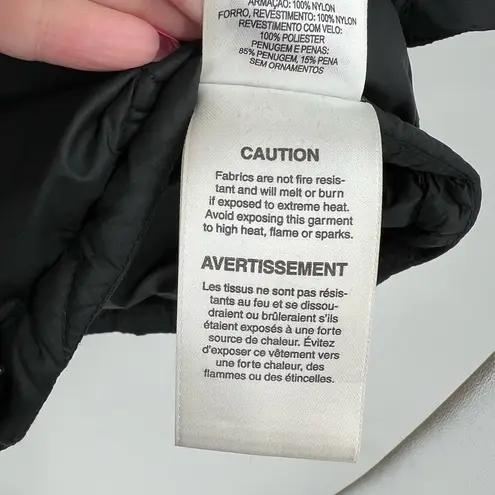 ARMAÇÃO: 100% NYLON
FORRO, REVESTIMENTO: 100% NYLON
REVESTIMENTO COM VELO:
100% POLIESTER
PENUGEM E PENAS:
85% PENUGEM, 15% PENA
SEM ORNAMENTOS
CAUTION
Fabrics are not fire resis-
tant and will melt or burn
if exposed to extreme heat.
Avoid exposing this garment
to high heat, flame or sparks.
AVERTISSEMENT
Les tissus ne sont pas résis-
tants au feu et se dissou-
draient ou brûleraient s'ils
étaient exposés à une forte
source de chaleur. Évitez
d'exposer ce vêtement vers
une forte chaleur, des
flammes ou des étincelles.